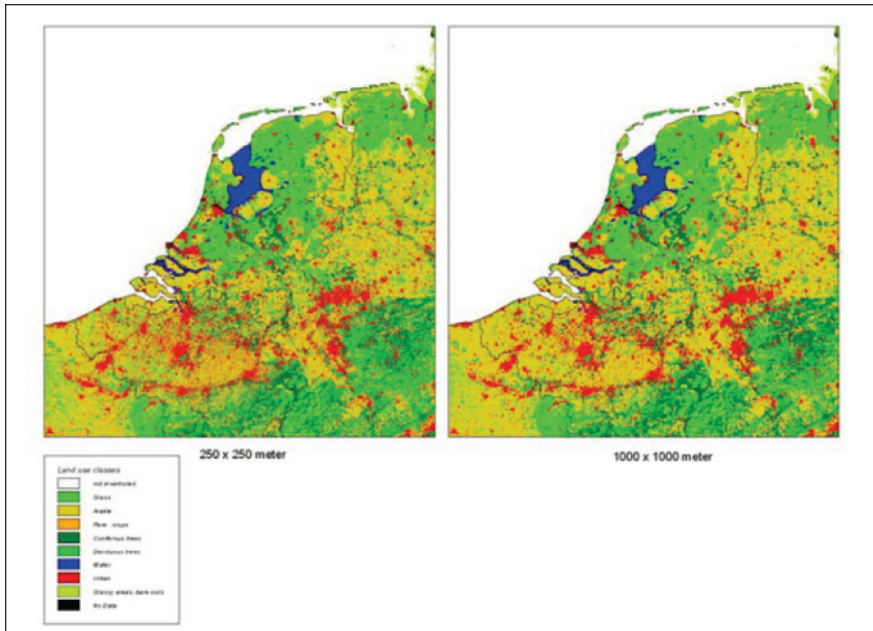 250 x 250 meter
1000 x 1000 meter
Land use classes
not inventoried
Grass
Arable
Perm. crops
Coniferous trees
Deciduous trees
Water
Urban
Grassy areas, bare soils
No Data